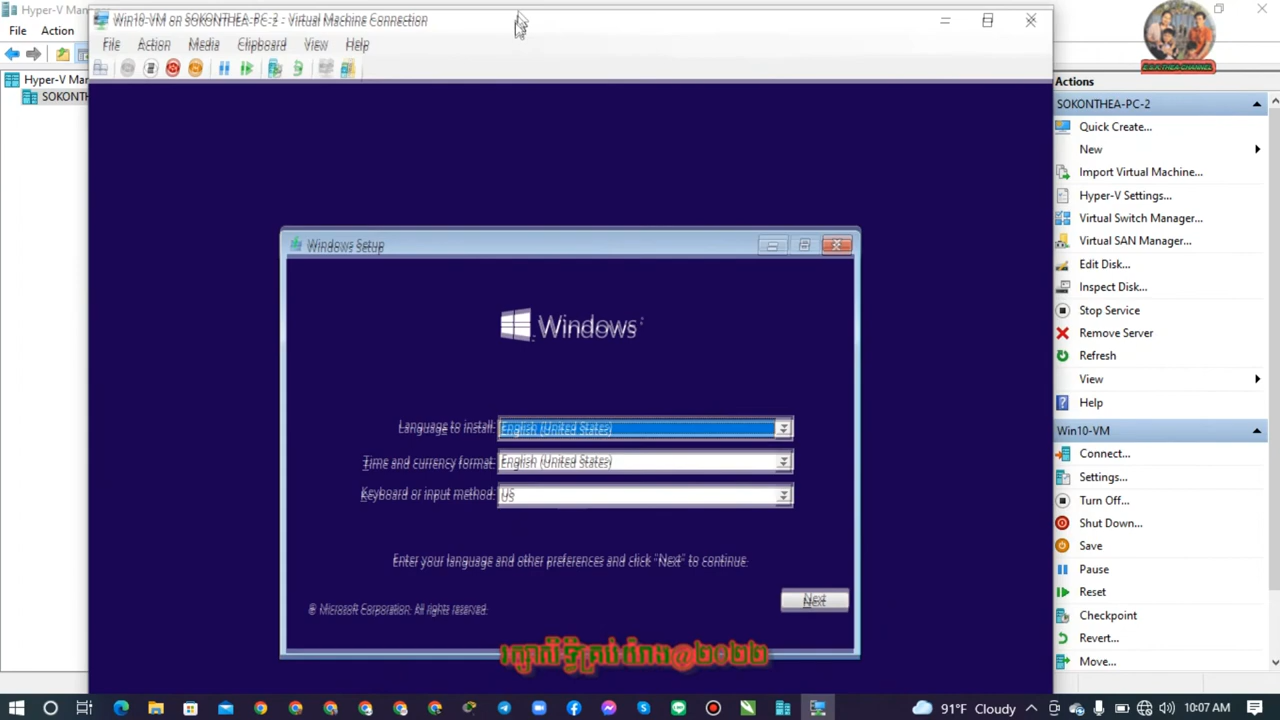 Hyper-V Man
Win10-VM on SOKONTHEA-PC-2 - Virtual Machine Connection
File Action
File Action Media Clipboard View Help
Hyper-V Man
SOKONTH
Windows Setup
Windows
Language to install: English (United States)
Time and currency format: English (United States)
Keyboard or input method: US
Enter your language and other preferences and click "Next" to continue.
Next
© Microsoft Corporation. All rights reserved.
Actions
SOKONTHEA-PC-2
Quick Create...
New
Import Virtual Machine...
Hyper-V Settings...
Virtual Switch Manager...
Virtual SAN Manager...
Edit Disk...
Inspect Disk...
Stop Service
Remove Server
Refresh
View
Help
Win10-VM
Connect...
Settings...
Turn Off...
Shut Down...
Save
Pause
Reset
Checkpoint
Revert...
Move...
91°F Cloudy
10:07 AM